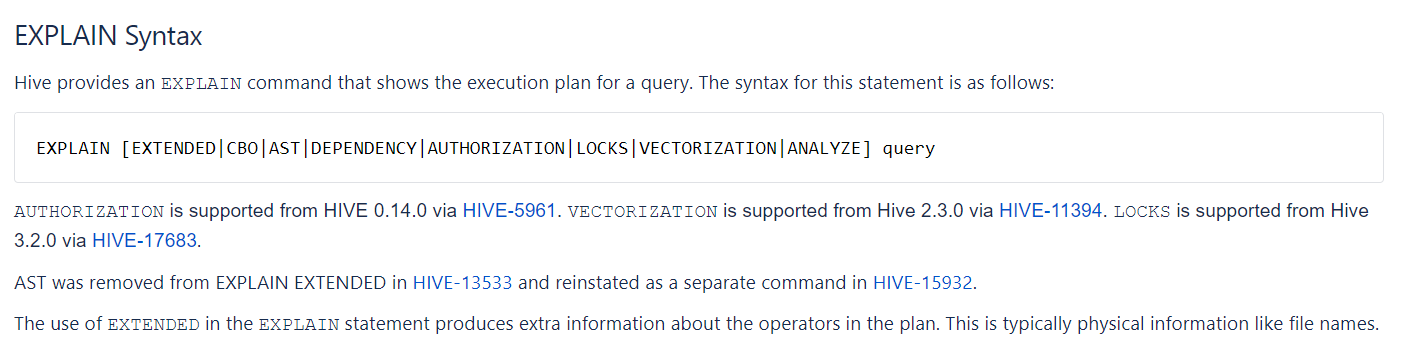 EXPLAIN Syntax
Hive provides an EXPLAIN command that shows the execution plan for a query. The syntax for this statement is as follows:
EXPLAIN [EXTENDED|CBO|AST|DEPENDENCY|AUTHORIZATION|LOCKS|VECTORIZATION|ANALYZE] query
AUTHORIZATION is supported from HIVE 0.14.0 via HIVE-5961. VECTORIZATION is supported from Hive 2.3.0 via HIVE-11394. LOCKS is supported from Hive
3.2.0 via HIVE-17683.
AST was removed from EXPLAIN EXTENDED in HIVE-13533 and reinstated as a separate command in HIVE-15932.
The use of EXTENDED in the EXPLAIN statement produces extra information about the operators in the plan. This is typically physical information like file names.